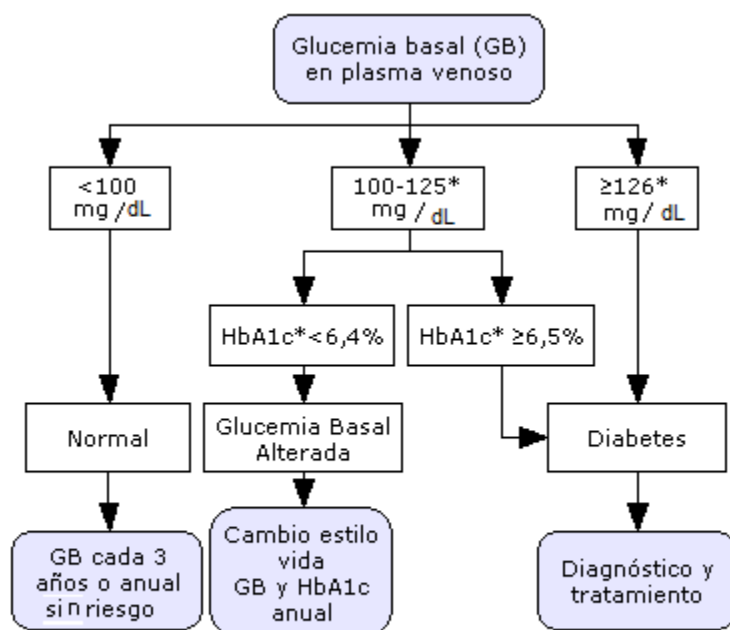 Glucemia basal (GB)
en plasma venoso
<100
mg/dL
100-125*
mg/dL
≥126*
mg/dL
HbA1c*<6,4%
HbA1c* ≥6,5%
Normal
Glucemia Basal
Alterada
Diabetes
GB cada 3
años o anual
sin riesgo
Cambio estilo
vida
GB y HbA1c
anual
Diagnóstico y
tratamiento